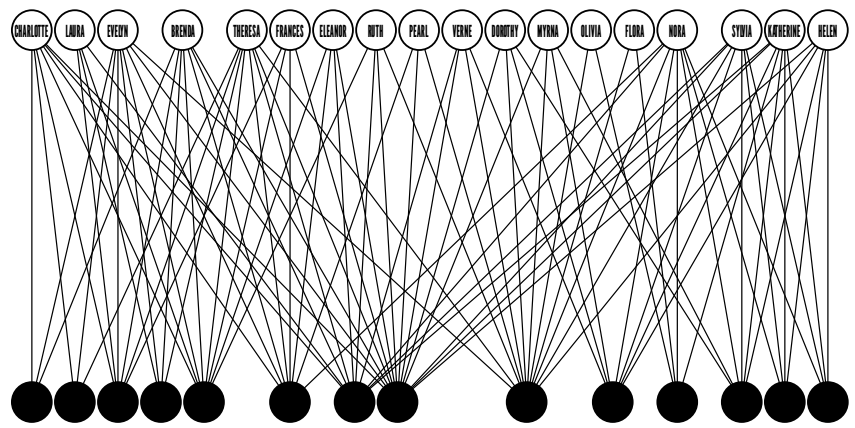 CHARLOTTE LAURA EVELYN BRENDA THERESA FRANCES ELEANOR RUTH PEARL VERNE DOROTHY MYRNA OLIVIA FLORA NORA SYLVIA KATHERINE HELEN